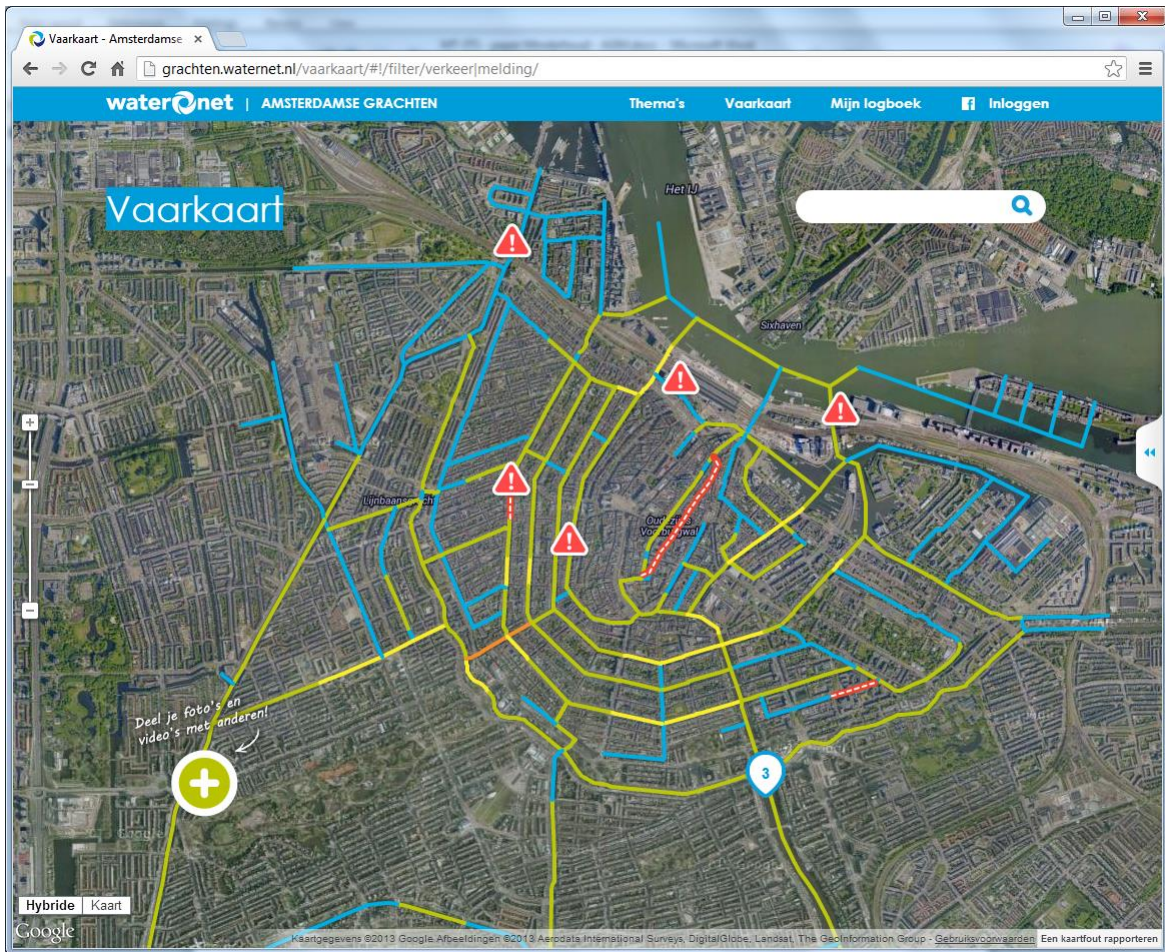 Vaarkaart - Amsterdamse
grachten.waternet.nl/vaarkaart/#!/filter/verkeer|melding/
waternet | AMSTERDAMSE GRACHTEN
Thema's Vaarkaart Mijn logboek Inloggen
Het IJ
Vaarkaart
Sixhaven
Oudezijds
Voorburgwal
Deel je foto's en
video's met anderen!
3
Google
Hybride Kaart
Google
Kaartgegevens ©2013 Google Afbeeldingen ©2013 Aerodata International Surveys, DigitalGlobe, Landsat, The GeoInformation Group - Gebruiksvoorwaarden Een kaartfout rapporteren